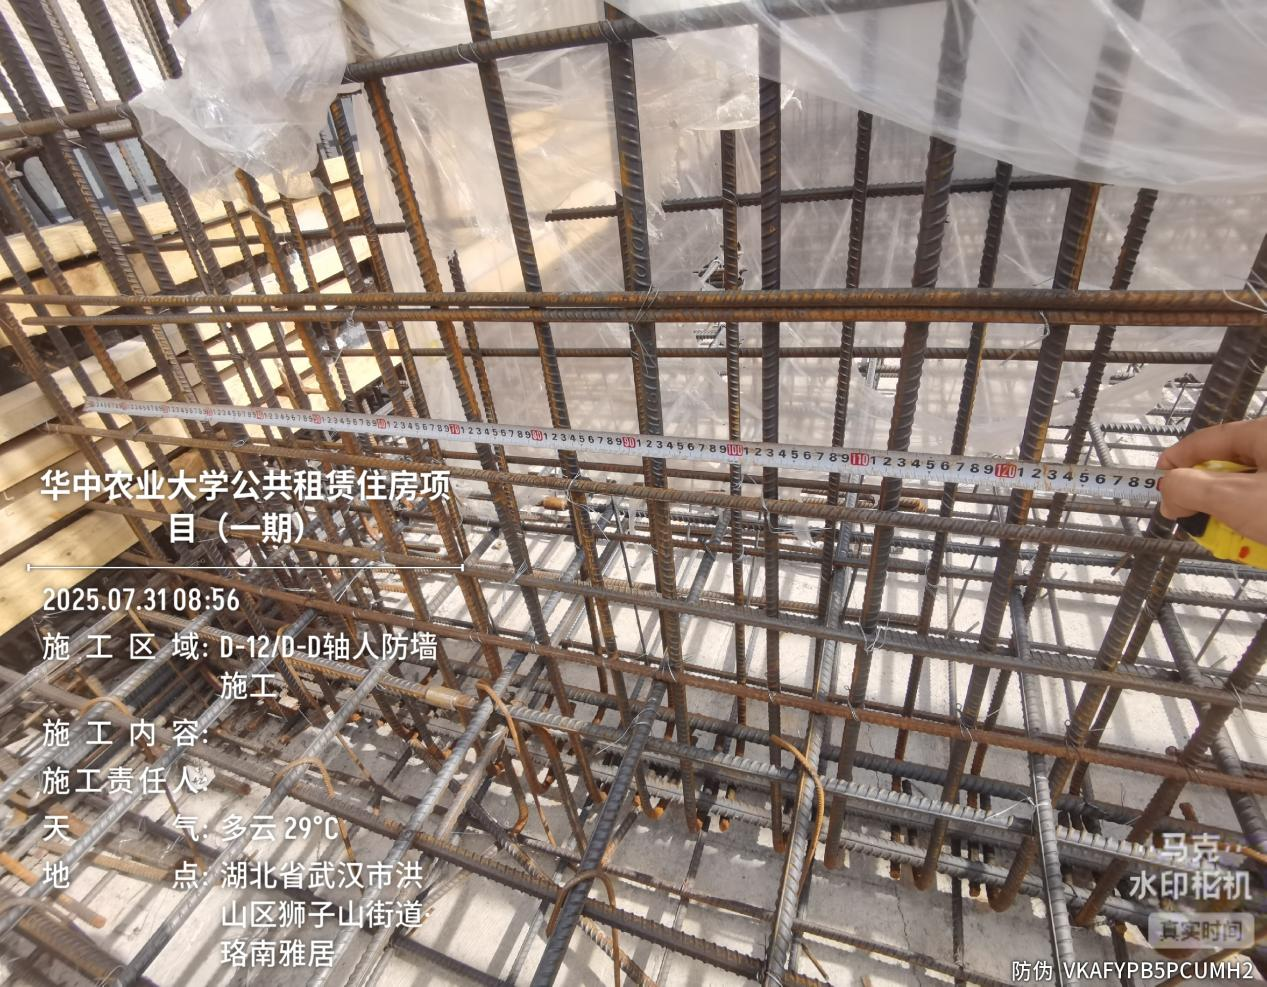 华中农业大学公共租赁住房项
目（一期）
2025.07.31 08:56
施工区域: D-12/D-D轴人防墙
施工
施工内容:
施工责任人:
天气: 多云 29°C
地点: 湖北省武汉市洪
山区狮子山街道·
珞南雅居
马克
水印相机
真实时间
防伪 VKAFYPB5PCUMH2